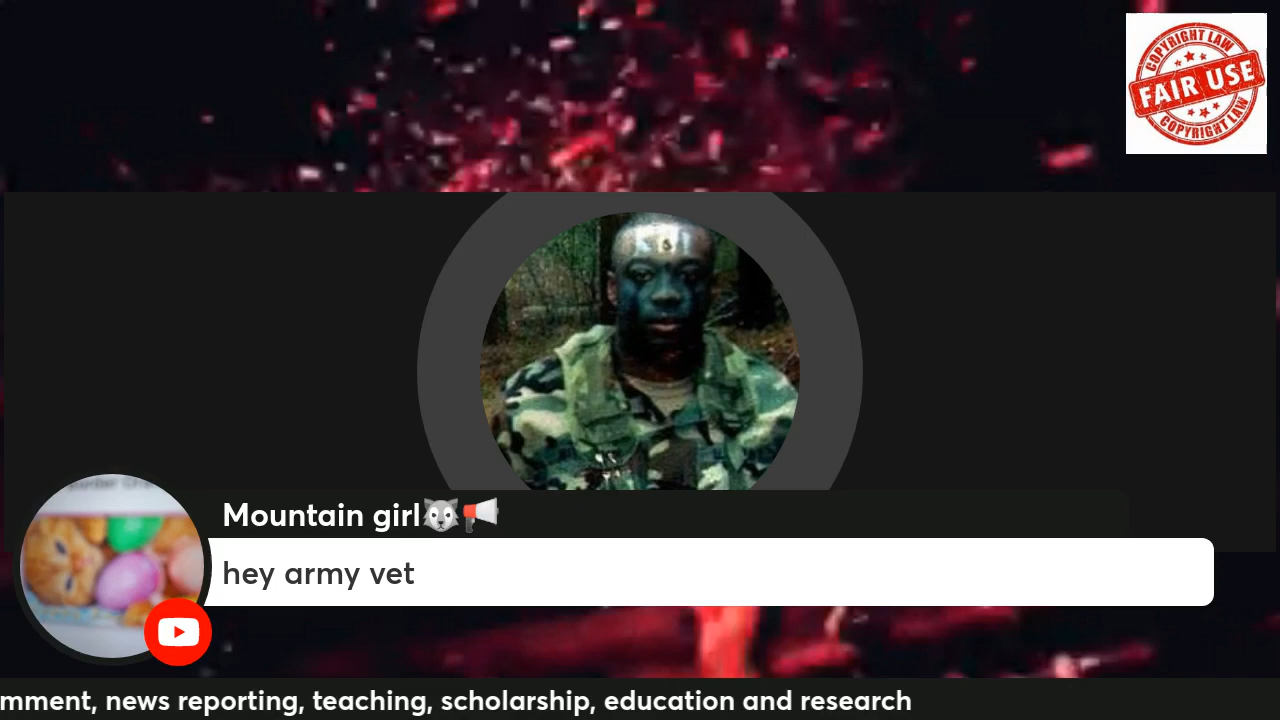 COPYRIGHT LAW
FAIR USE
COPYRIGHT LAW
Mountain girl🐺📣
hey army vet
mment, news reporting, teaching, scholarship, education and research